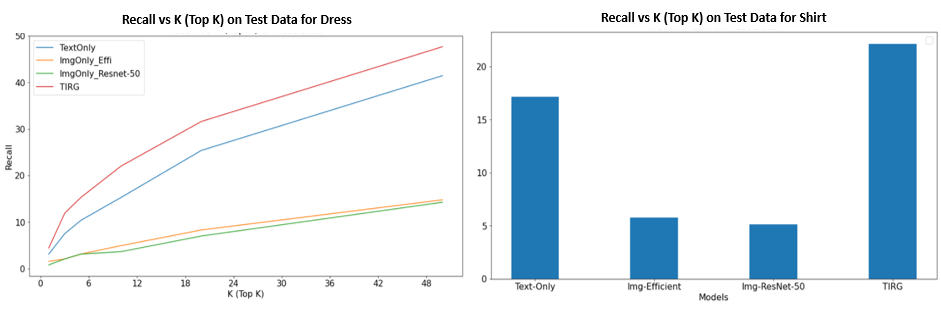 Recall vs K (Top K) on Test Data for Dress
50
40
30
20
10
0
Recall
TextOnly
ImgOnly_Effi
ImgOnly_Resnet-50
TIRG
0 6 12 18 24 30 36 42 48
K (Top K)
Recall vs K (Top K) on Test Data for Shirt
20
15
10
5
0
Text-Only Img-Efficient Img-ResNet-50 TIRG
Models